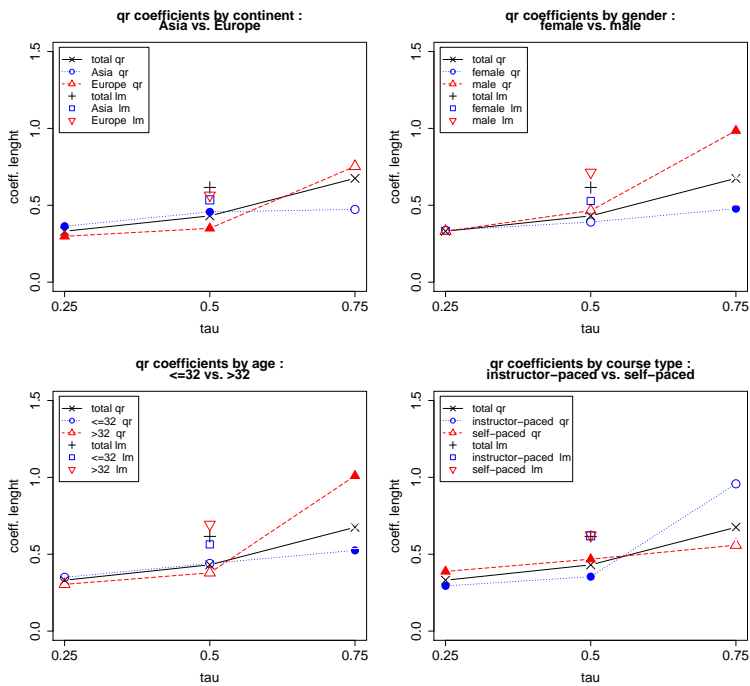 qr coefficients by continent :
Asia vs. Europe
total qr
Asia qr
Europe qr
total lm
Asia lm
Europe lm
coeff. lenght
1.5
1.0
0.5
0.0
0.25
0.5
0.75
tau
qr coefficients by gender :
female vs. male
total qr
female qr
male qr
total lm
female lm
male lm
coeff. lenght
1.5
1.0
0.5
0.0
0.25
0.5
0.75
tau
qr coefficients by age :
<=32 vs. >32
total qr
<=32 qr
>32 qr
total lm
<=32 lm
>32 lm
coeff. lenght
1.5
1.0
0.5
0.0
0.25
0.5
0.75
tau
qr coefficients by course type :
instructor−paced vs. self−paced
total qr
instructor−paced qr
self−paced qr
total lm
instructor−paced lm
self−paced lm
coeff. lenght
1.5
1.0
0.5
0.0
0.25
0.5
0.75
tau